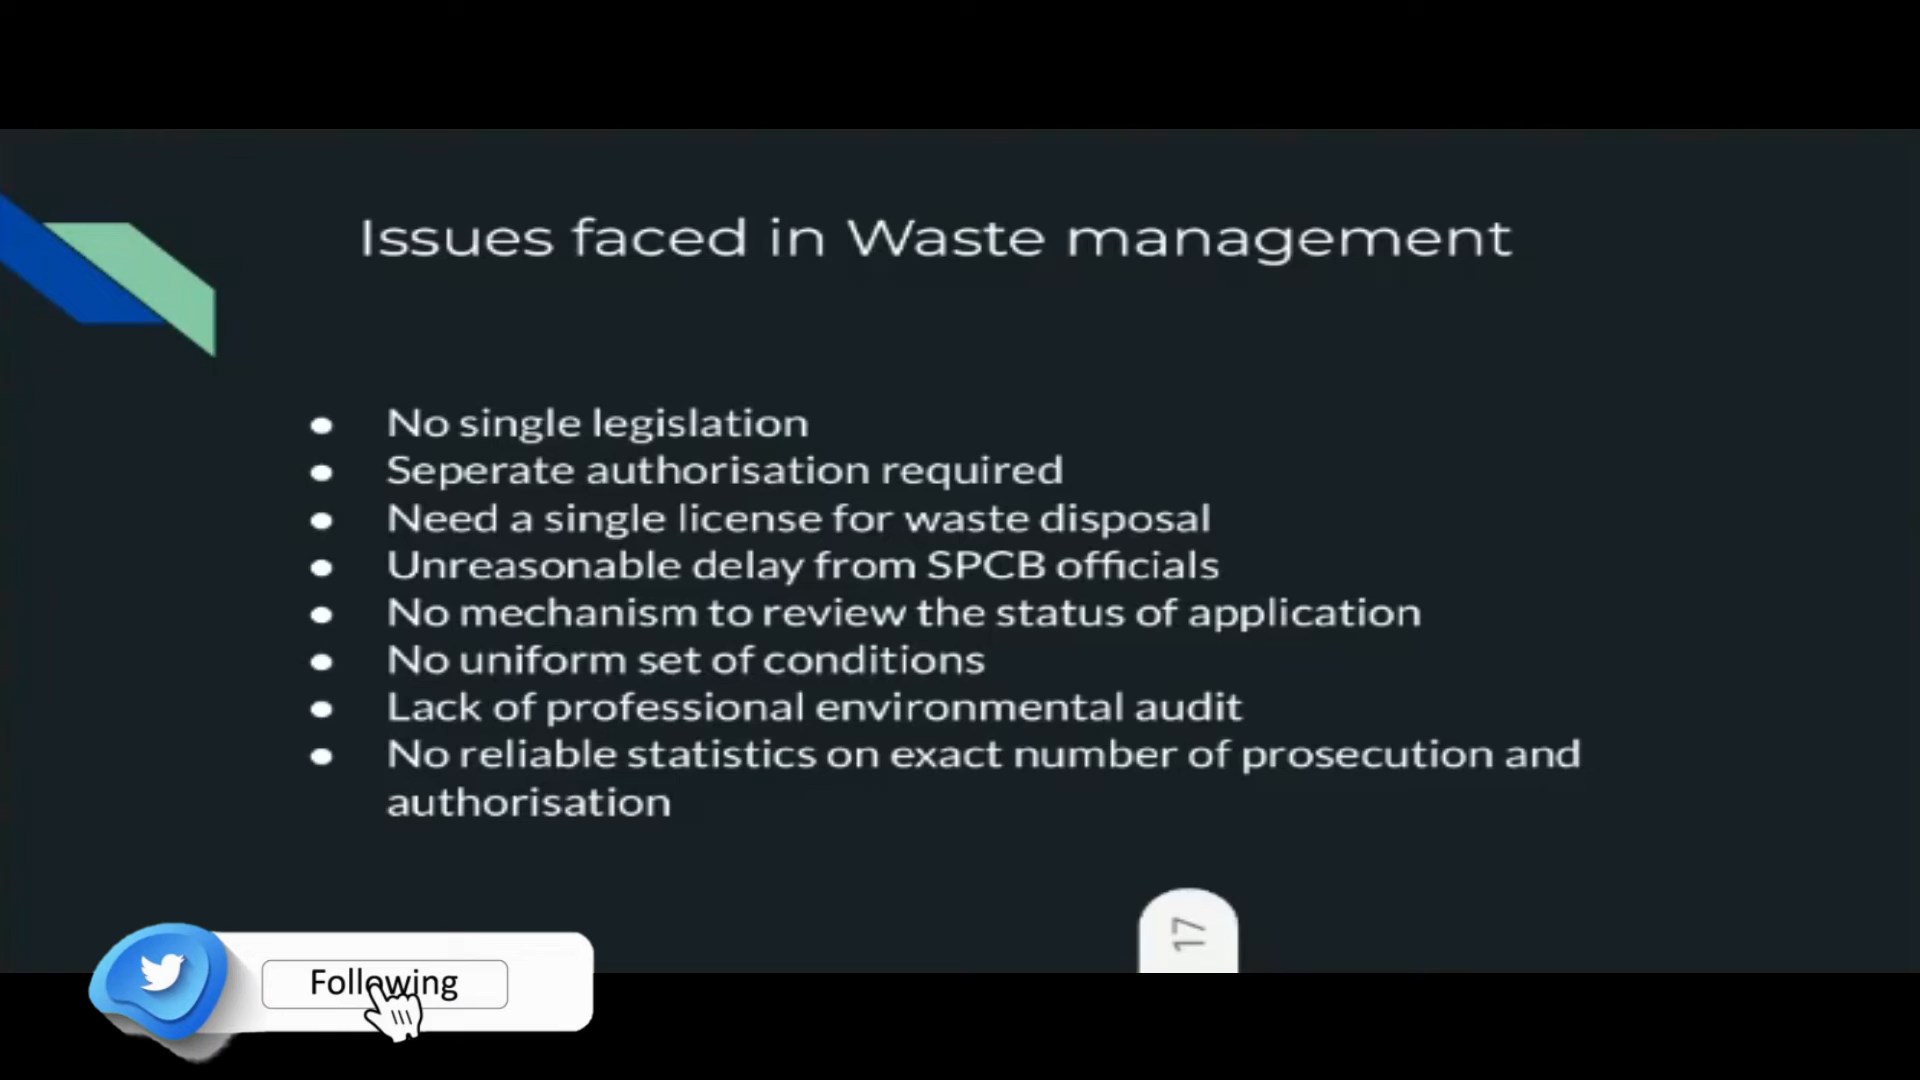 Issues faced in Waste management
● No single legislation
● Seperate authorisation required
● Need a single license for waste disposal
● Unreasonable delay from SPCB officials
● No mechanism to review the status of application
● No uniform set of conditions
● Lack of professional environmental audit
● No reliable statistics on exact number of prosecution and
authorisation
17
Following